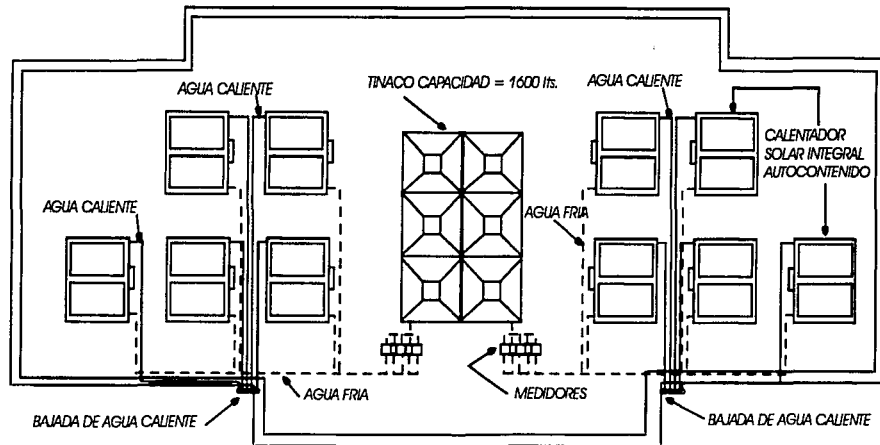 TINACO CAPACIDAD = 1600 lts.
AGUA CALIENTE
AGUA CALIENTE
CALENTADOR
SOLAR INTEGRAL
AUTOCONTENIDO
AGUA CALIENTE
AGUA FRIA
AGUA FRIA
MEDIDORES
BAJADA DE AGUA CALIENTE
BAJADA DE AGUA CALIENTE